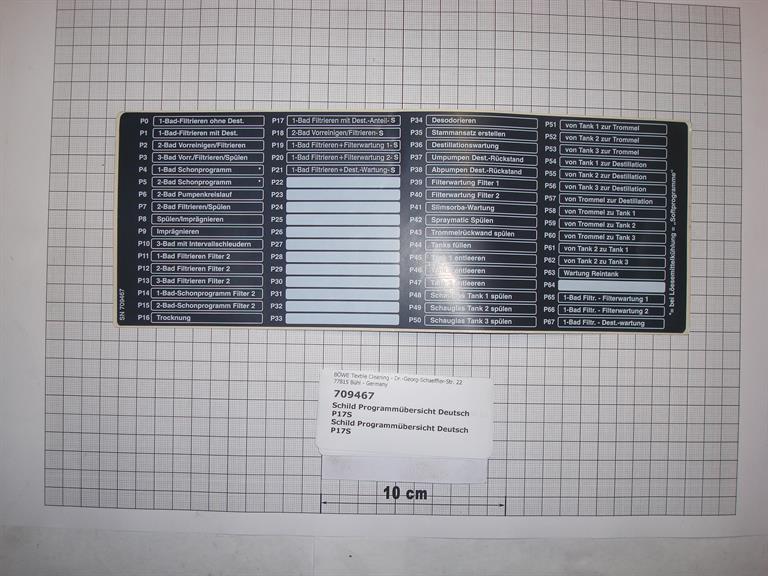 P0 1-Bad-Filtrieren ohne Dest.
P1 1-Bad-Filtrieren mit Dest.
P2 2-Bad Vorreinigen/Filtrieren
P3 3-Bad Vorr./Filtrieren/Spülen
P4 1-Bad Schonprogramm *
P5 2-Bad Schonprogramm *
P6 2-Bad Pumpenkreislauf
P7 2-Bad Filtrieren/Spülen
P8 Spülen/Imprägnieren
P9 Imprägnieren
P10 3-Bad mit Intervallschleudern
P11 1-Bad Filtrieren Filter 2
P12 2-Bad Filtrieren Filter 2
P13 3-Bad Filtrieren Filter 2
P14 1-Bad-Schonprogramm Filter 2
P15 2-Bad-Schonprogramm Filter 2
P16 Trocknung
P17 1-Bad Filtrieren mit Dest.-Anteil-S
P18 2-Bad Vorreinigen/Filtrieren-S
P19 1-Bad Filtrieren+Filterwartung 1-S
P20 1-Bad Filtrieren+Filterwartung 2-S
P21 1-Bad Filtrieren+Dest.-Wartung-S
P22
P23
P24
P25
P26
P27
P28
P29
P30
P31
P32
P33
P34 Desodorieren
P35 Stammansatz erstellen
P36 Destillationswartung
P37 Umpumpen Dest.-Rückstand
P38 Abpumpen Dest.-Rückstand
P39 Filterwartung Filter 1
P40 Filterwartung Filter 2
P41 Slimsorba-Wartung
P42 Spraymatic Spülen
P43 Trommelrückwand spülen
P44 Tanks füllen
P45 Tank 1 entleeren
P46 entleeren
P47 entleeren
P48 Schauglas Tank 1 spülen
P49 Schauglas Tank 2 spülen
P50 Schauglas Tank 3 spülen
P51 von Tank 1 zur Trommel
P52 von Tank 2 zur Trommel
P53 von Tank 3 zur Trommel
P54 von Tank 1 zur Destillation
P55 von Tank 2 zur Destillation
P56 von Tank 3 zur Destillation
P57 von Trommel zur Destillation
P58 von Trommel zu Tank 1
P59 von Trommel zu Tank 2
P60 von Trommel zu Tank 3
P61 von Tank 2 zu Tank 1
P62 von Tank 2 zu Tank 3
P63 Wartung Reintank
P64
P65 1-Bad Filtr. - Filterwartung 1
P66 1-Bad Filtr. - Filterwartung 2
P67 1-Bad Filtr. - Dest.-wartung
*= bei Lösemittelkühlung = „Softprogramme"
SN 709467
BÖWE Textile Cleaning - Dr.-Georg-Schaeffler-Str. 22
77815 Bühl - Germany
709467
Schild Programmübersicht Deutsch
P17S
Schild Programmübersicht Deutsch
P17S
10 cm